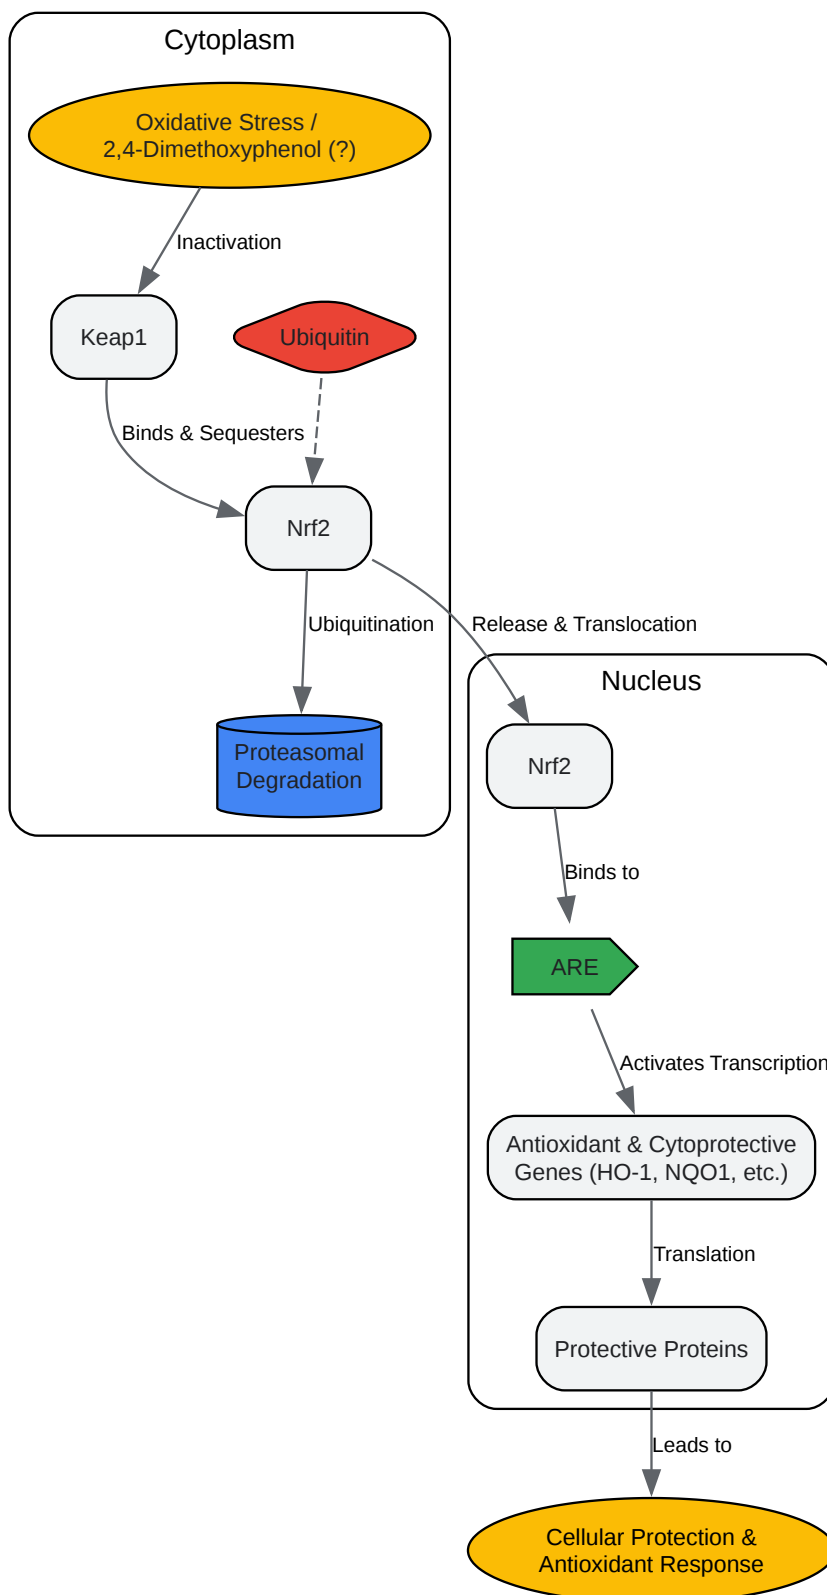 Cytoplasm
Oxidative Stress /
2,4-Dimethoxyphenol (?)
Inactivation
Keap1
Ubiquitin
Binds & Sequesters
Nrf2
Ubiquitination
Release & Translocation
Proteasomal
Degradation
Nucleus
Nrf2
Binds to
ARE
Activates Transcription
Antioxidant & Cytoprotective
Genes (HO-1, NQO1, etc.)
Translation
Protective Proteins
Leads to
Cellular Protection &
Antioxidant Response